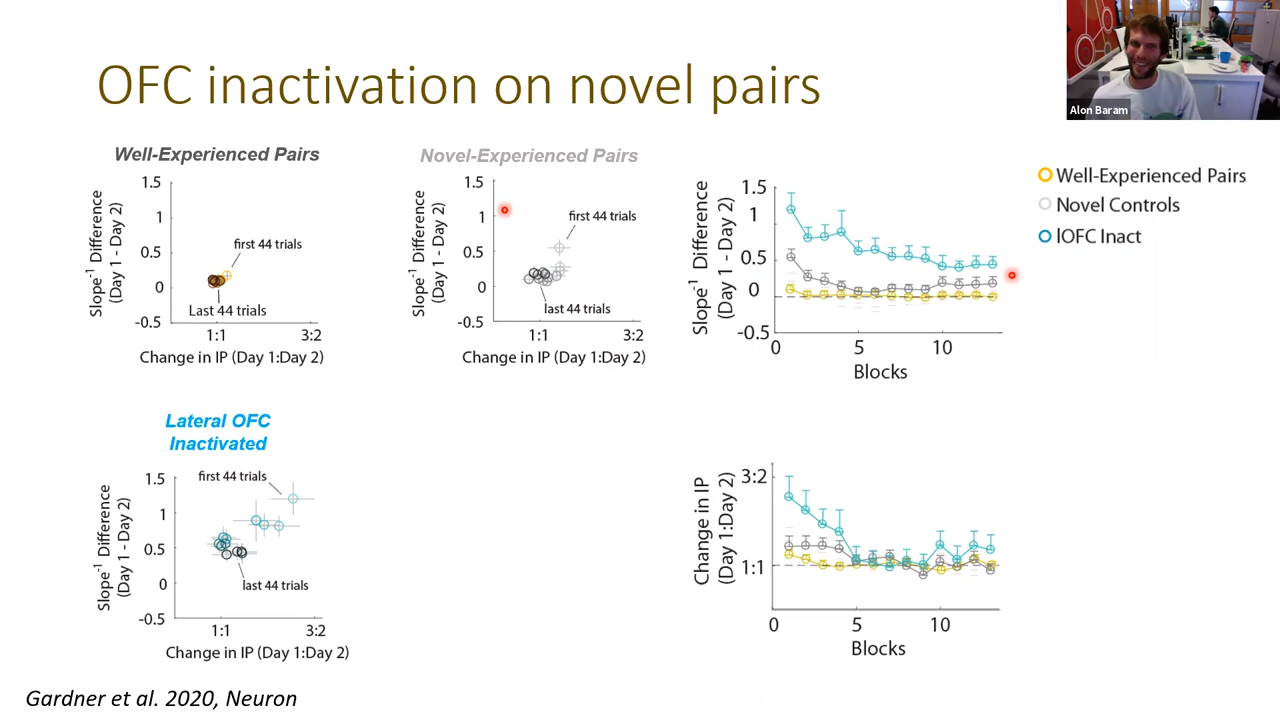 OFC inactivation on novel pairs
Alon Baram
Well-Experienced Pairs
1.5
1
0.5
0
-0.5
Slope-1 Difference
(Day 1 - Day 2)
first 44 trials
Last 44 trials
1:1
3:2
Change in IP (Day 1:Day 2)
Novel-Experienced Pairs
1.5
1
0.5
0
-0.5
Slope-1 Difference
(Day 1 - Day 2)
first 44 trials
last 44 trials
1:1
3:2
Change in IP (Day 1:Day 2)
1.5
1
0.5
0
-0.5
Slope-1 Difference
(Day 1 - Day 2)
0
5
10
Blocks
Well-Experienced Pairs
Novel Controls
lOFC Inact
Lateral OFC
Inactivated
1.5
1
0.5
0
-0.5
Slope-1 Difference
(Day 1 - Day 2)
first 44 trials
last 44 trials
1:1
3:2
Change in IP (Day 1:Day 2)
3:2
1:1
Change in IP
(Day 1:Day 2)
0
5
10
Blocks
Gardner et al. 2020, Neuron